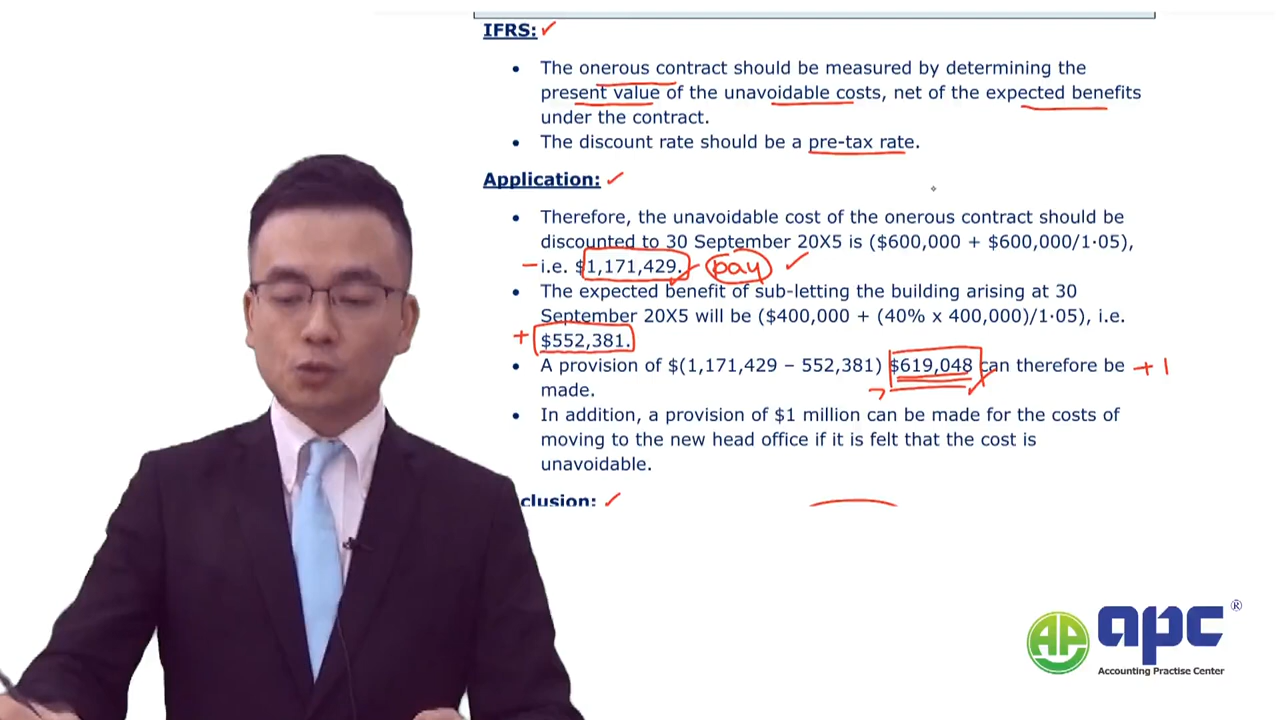 IFRS:
• The onerous contract should be measured by determining the
present value of the unavoidable costs, net of the expected benefits
under the contract.
• The discount rate should be a pre-tax rate.
Application:
• Therefore, the unavoidable cost of the onerous contract should be
discounted to 30 September 20X5 is ($600,000 + $600,000/1·05),
– i.e. $1,171,429. pay
• The expected benefit of sub-letting the building arising at 30
September 20X5 will be ($400,000 + (40% x 400,000)/1·05), i.e.
+ $552,381.
• A provision of $(1,171,429 – 552,381) $619,048 can therefore be + 1
made.
• In addition, a provision of $1 million can be made for the costs of
moving to the new head office if it is felt that the cost is
unavoidable.
clusion:
apc®
Accounting Practise Center